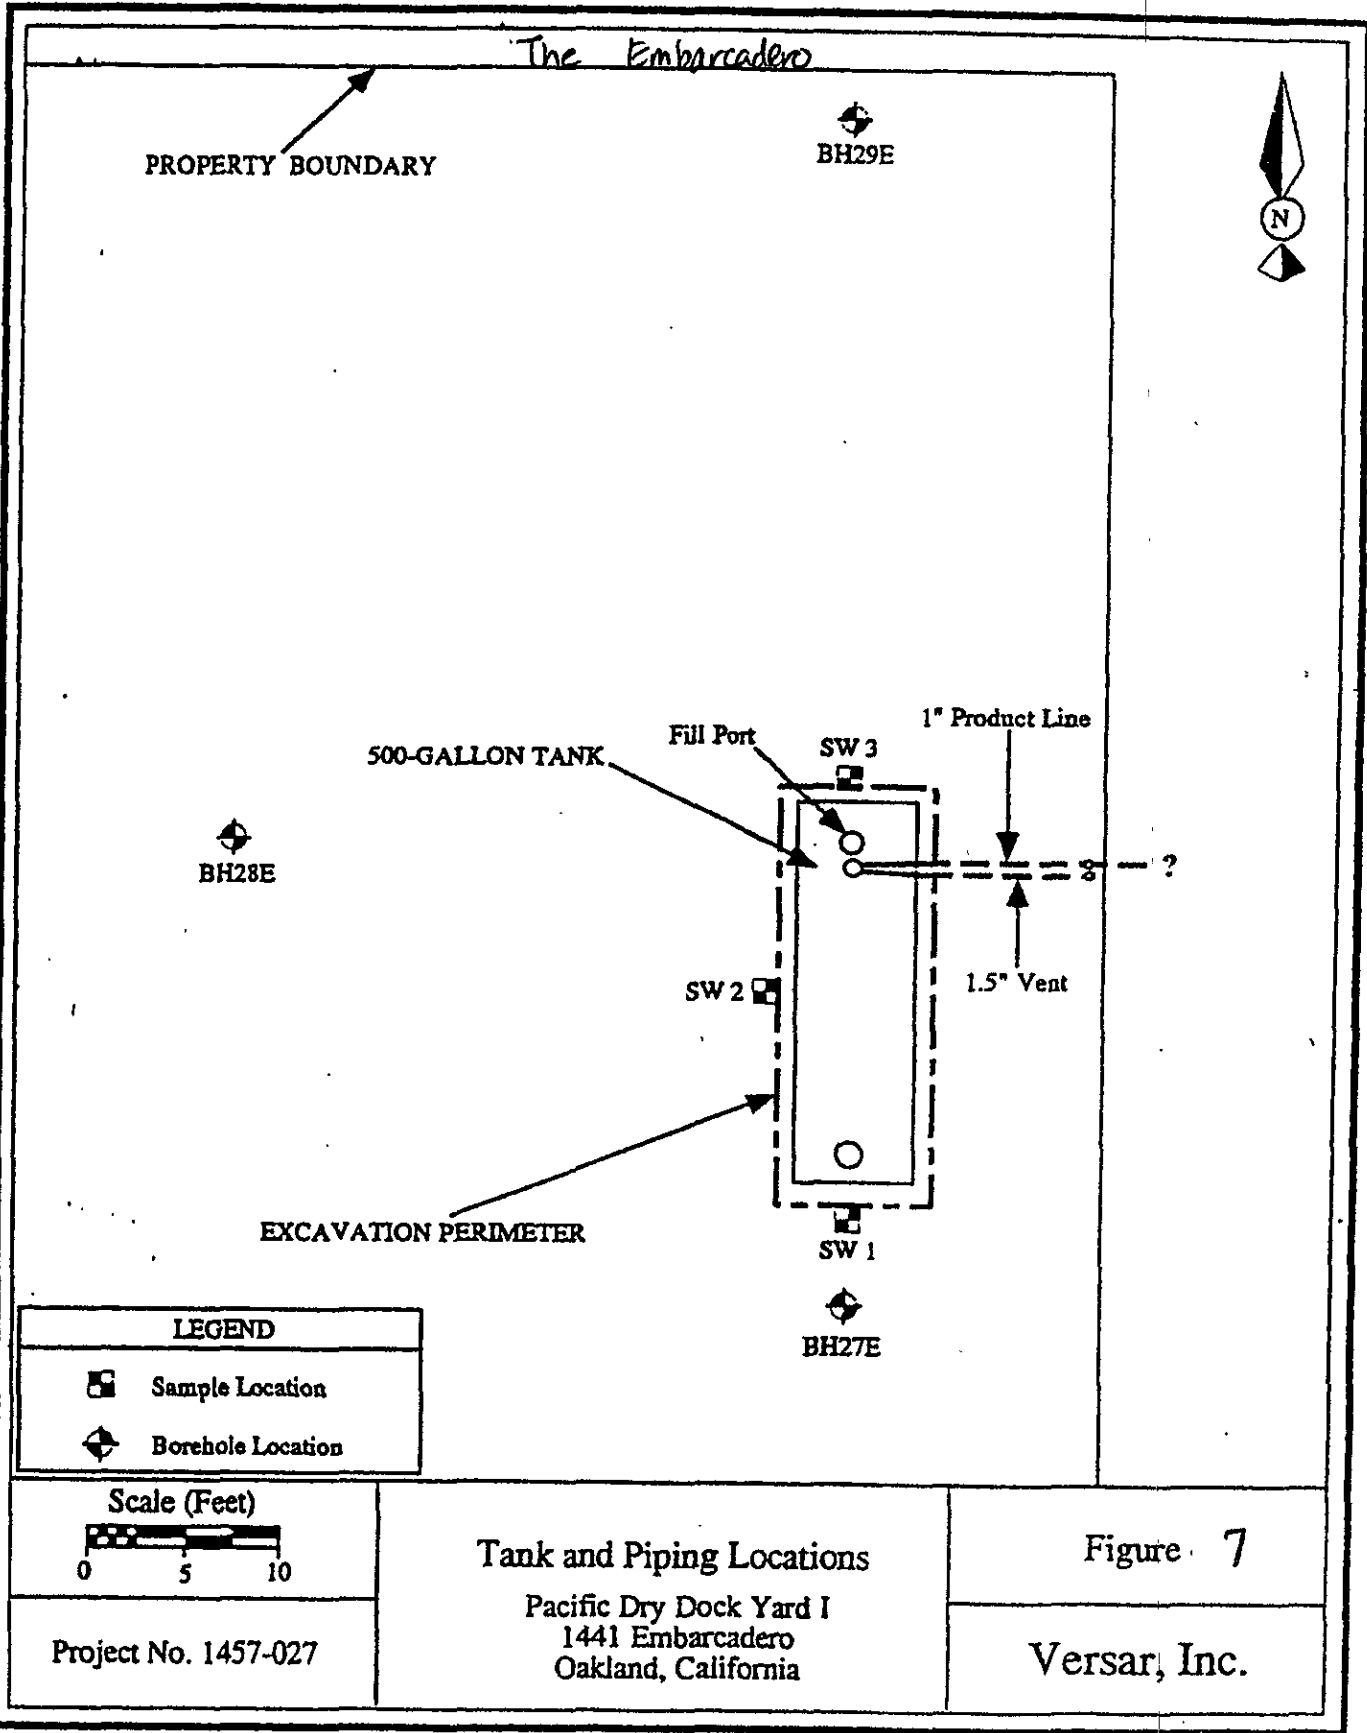 The Embarcadero
PROPERTY BOUNDARY
BH29E
N
1" Product Line
Fill Port
SW 3
500-GALLON TANK
BH28E
?
SW 2
1.5" Vent
EXCAVATION PERIMETER
SW 1
BH27E
LEGEND
Sample Location
Borehole Location
Scale (Feet)
0 5 10
Project No. 1457-027
Tank and Piping Locations
Pacific Dry Dock Yard I
1441 Embarcadero
Oakland, California
Figure 7
Versar, Inc.